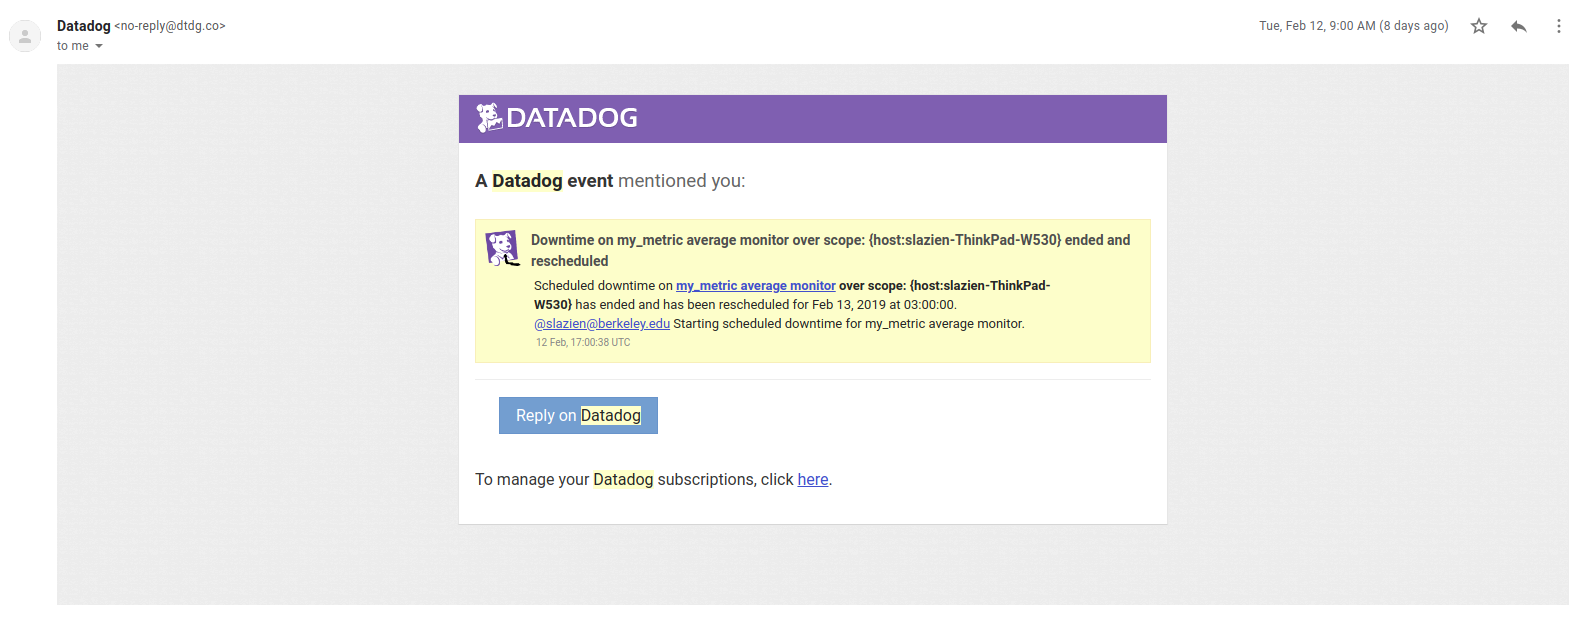 Datadog <no-reply@dtdg.co>
Tue, Feb 12, 9:00 AM (8 days ago)
to me
DATADOG
A Datadog event mentioned you:
Downtime on my_metric average monitor over scope: {host:slazien-ThinkPad-W530} ended and
rescheduled
Scheduled downtime on my_metric average monitor over scope: {host:slazien-ThinkPad-
W530} has ended and has been rescheduled for Feb 13, 2019 at 03:00:00.
@slazien@berkeley.edu Starting scheduled downtime for my_metric average monitor.
12 Feb, 17:00:38 UTC
Reply on Datadog
To manage your Datadog subscriptions, click here.